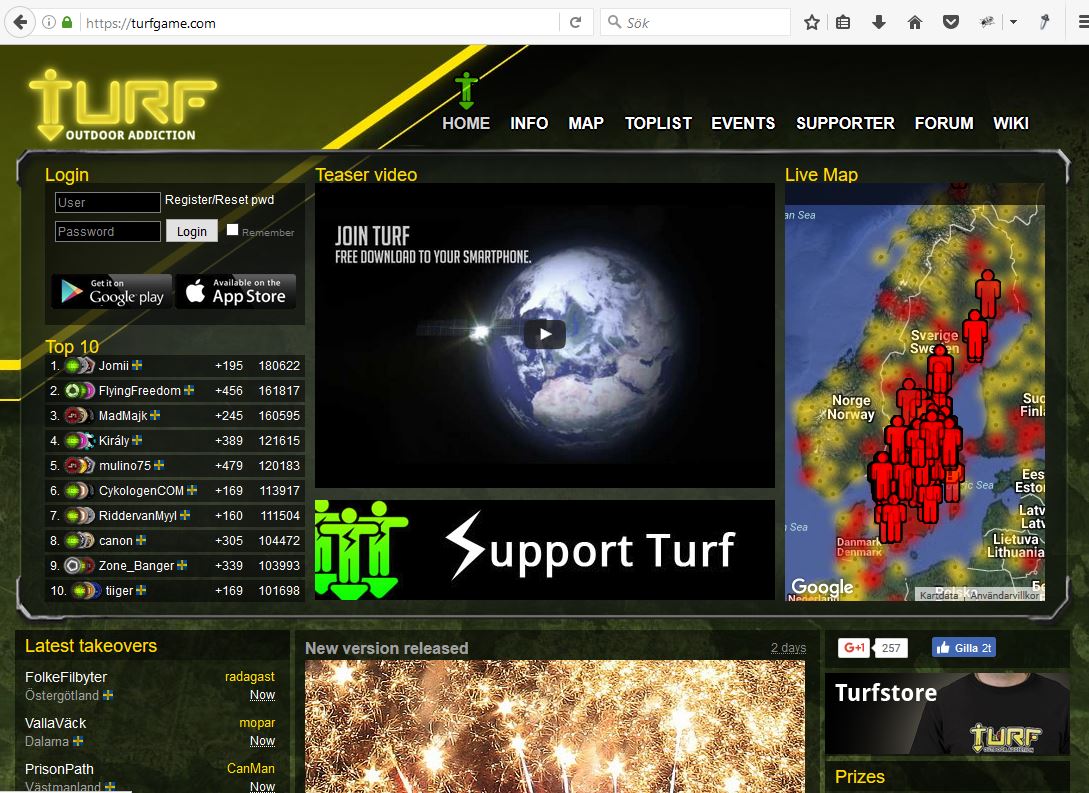 https://turfgame.com
Sök
TURF
OUTDOOR ADDICTION
HOME INFO MAP TOPLIST EVENTS SUPPORTER FORUM WIKI
Login
User
Register/Reset pwd
Password
Login
Remember
Get it on
Google play
Available on the
App Store
Top 10
1. Jomii +195 180622
2. FlyingFreedom +456 161817
3. MadMajk +245 160595
4. Király +389 121615
5. mulino75 +479 120183
6. CykologenCOM +169 113917
7. RiddervanMyyl +160 111504
8. canon +305 104472
9. Zone_Banger +339 103993
10. tiiger +169 101698
Teaser video
JOIN TURF
FREE DOWNLOAD TO YOUR SMARTPHONE.
Support Turf
Live Map
an Sea
Sverige
Sweden
Norge
Norway
Suo
Finla
Ees
Esto
ic Sea
Latv
Latv
Lietuva
Lithuania
n Sea
Danmark
Denmark
Google
Nederland
Polska
Kartdata
Användarvillkor
Latest takeovers
FolkeFilbyter radagast
Östergötland Now
VallaVäck mopar
Dalarna Now
PrisonPath CanMan
Västmanland Now
New version released 2 days
G+1 257
Gilla 2t
Turfstore
TURF
OUTDOOR ADDICTION
Prizes